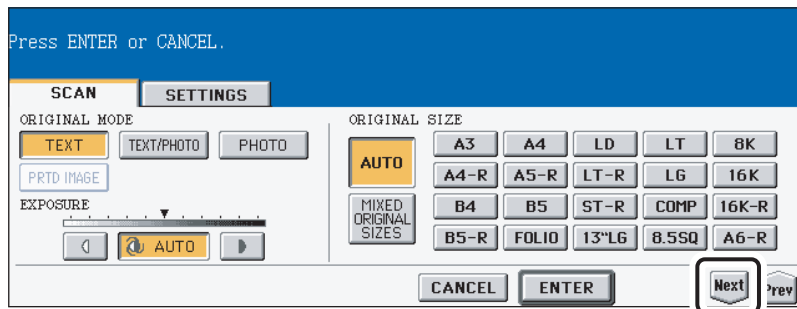 Press ENTER or CANCEL.
SCAN SETTINGS
ORIGINAL MODE
TEXT TEXT/PHOTO PHOTO
PRTD IMAGE
EXPOSURE
AUTO
ORIGINAL SIZE
AUTO
MIXED
ORIGINAL
SIZES
A3 A4 LD LT 8K
A4-R A5-R LT-R LG 16K
B4 B5 ST-R COMP 16K-R
B5-R FOLIO 13"LG 8.5SQ A6-R
CANCEL ENTER Next Prev